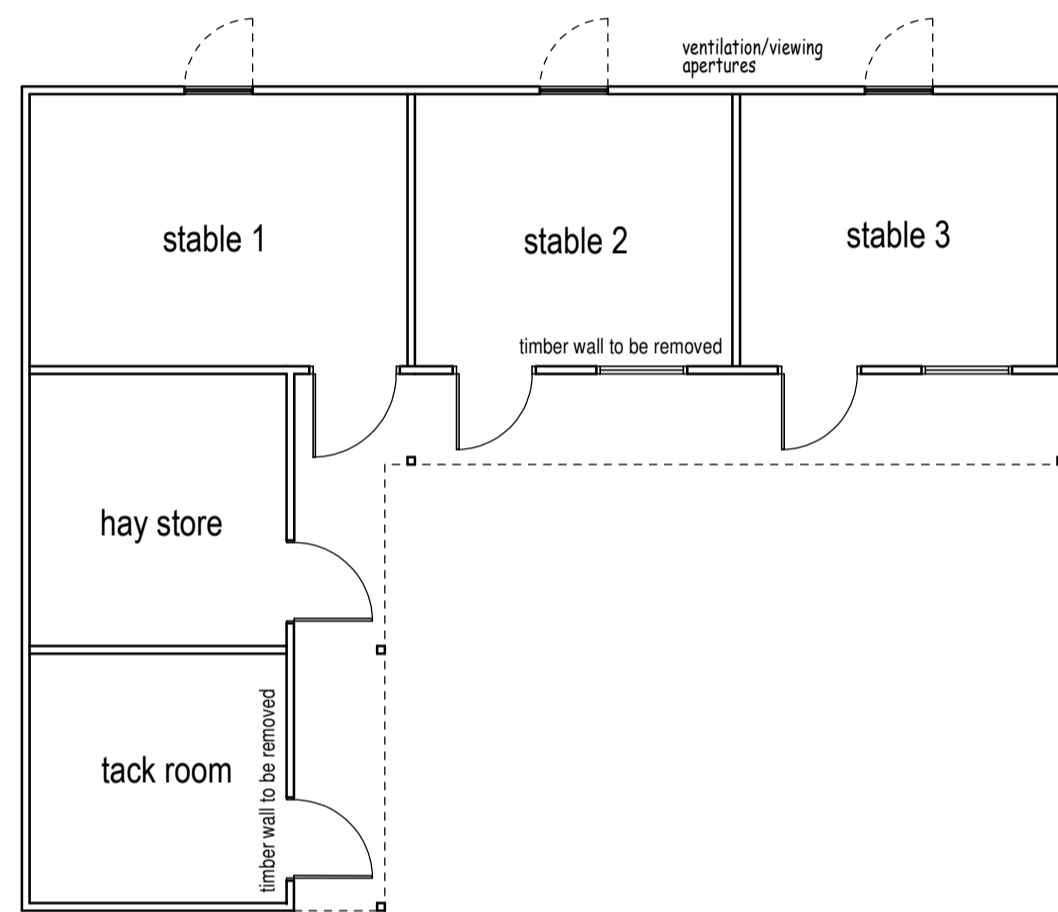 ventilation/viewing
apertures
stable 1
stable 2
stable 3
timber wall to be removed
hay store
tack room
timber wall to be removed